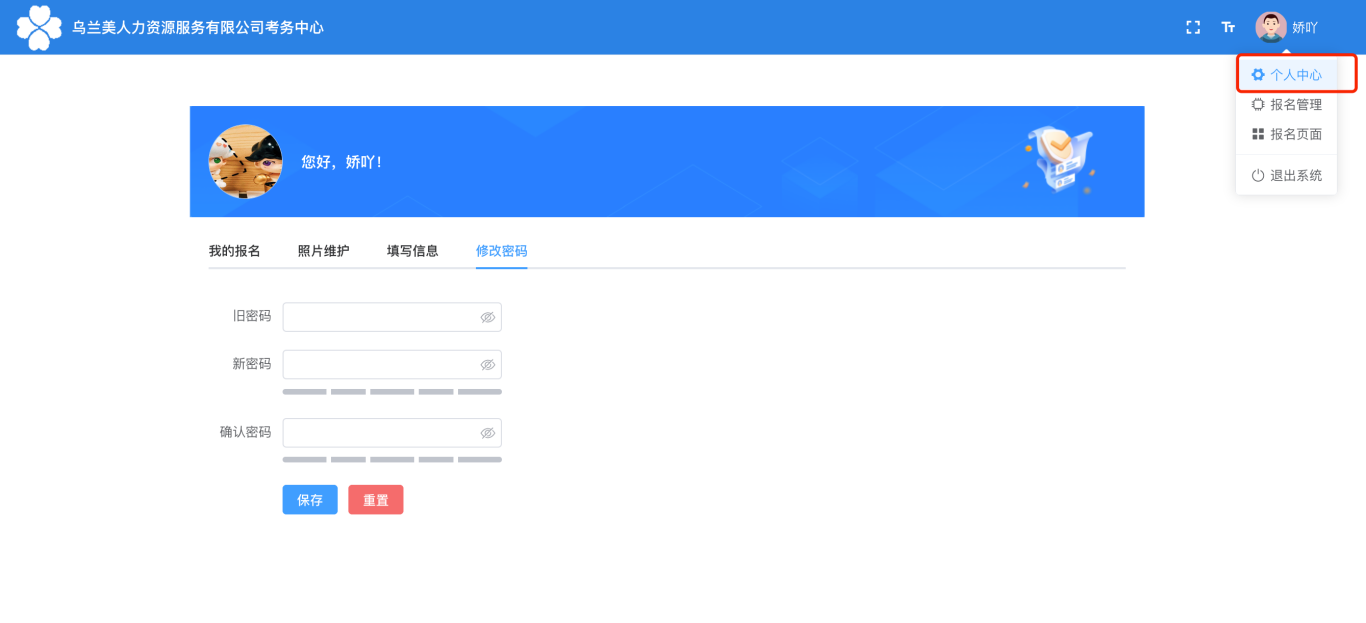 乌兰美人力资源服务有限公司考务中心
Tт 娇吖
个人中心
报名管理
报名页面
退出系统
您好，娇吖！
我的报名 照片维护 填写信息 修改密码
旧密码
新密码
确认密码
保存 重置